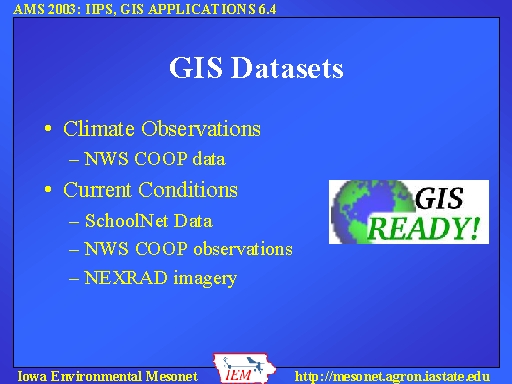 AMS 2003: IIPS, GIS APPLICATIONS 6.4
GIS Datasets
• Climate Observations
– NWS COOP data
• Current Conditions
– SchoolNet Data
– NWS COOP observations
– NEXRAD imagery
GIS
READY!
Iowa Environmental Mesonet
IEM
http://mesonet.agron.iastate.edu